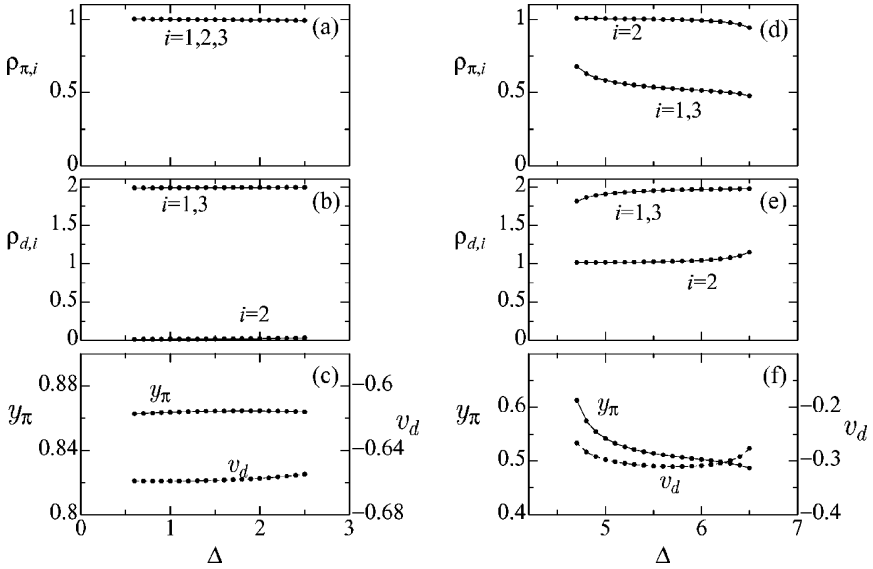 1 (a)
i=1,2,3
ρπ,i
0.5
0
2 (b)
i=1,3
1.5
ρd,i
1
0.5
i=2
0
(c)
0.88 −0.6
yπ
yπ vd
−0.64
0.84
vd
0.8 −0.68
0 1 2 3
Δ
1 (d)
i=2
ρπ,i
0.5
i=1,3
0
2 (e)
1.5
i=1,3
ρd,i
1
i=2
0.5
0
(f)
0.6 −0.2
yπ
yπ vd
0.5 −0.3
vd
0.4 −0.4
5 6 7
Δ